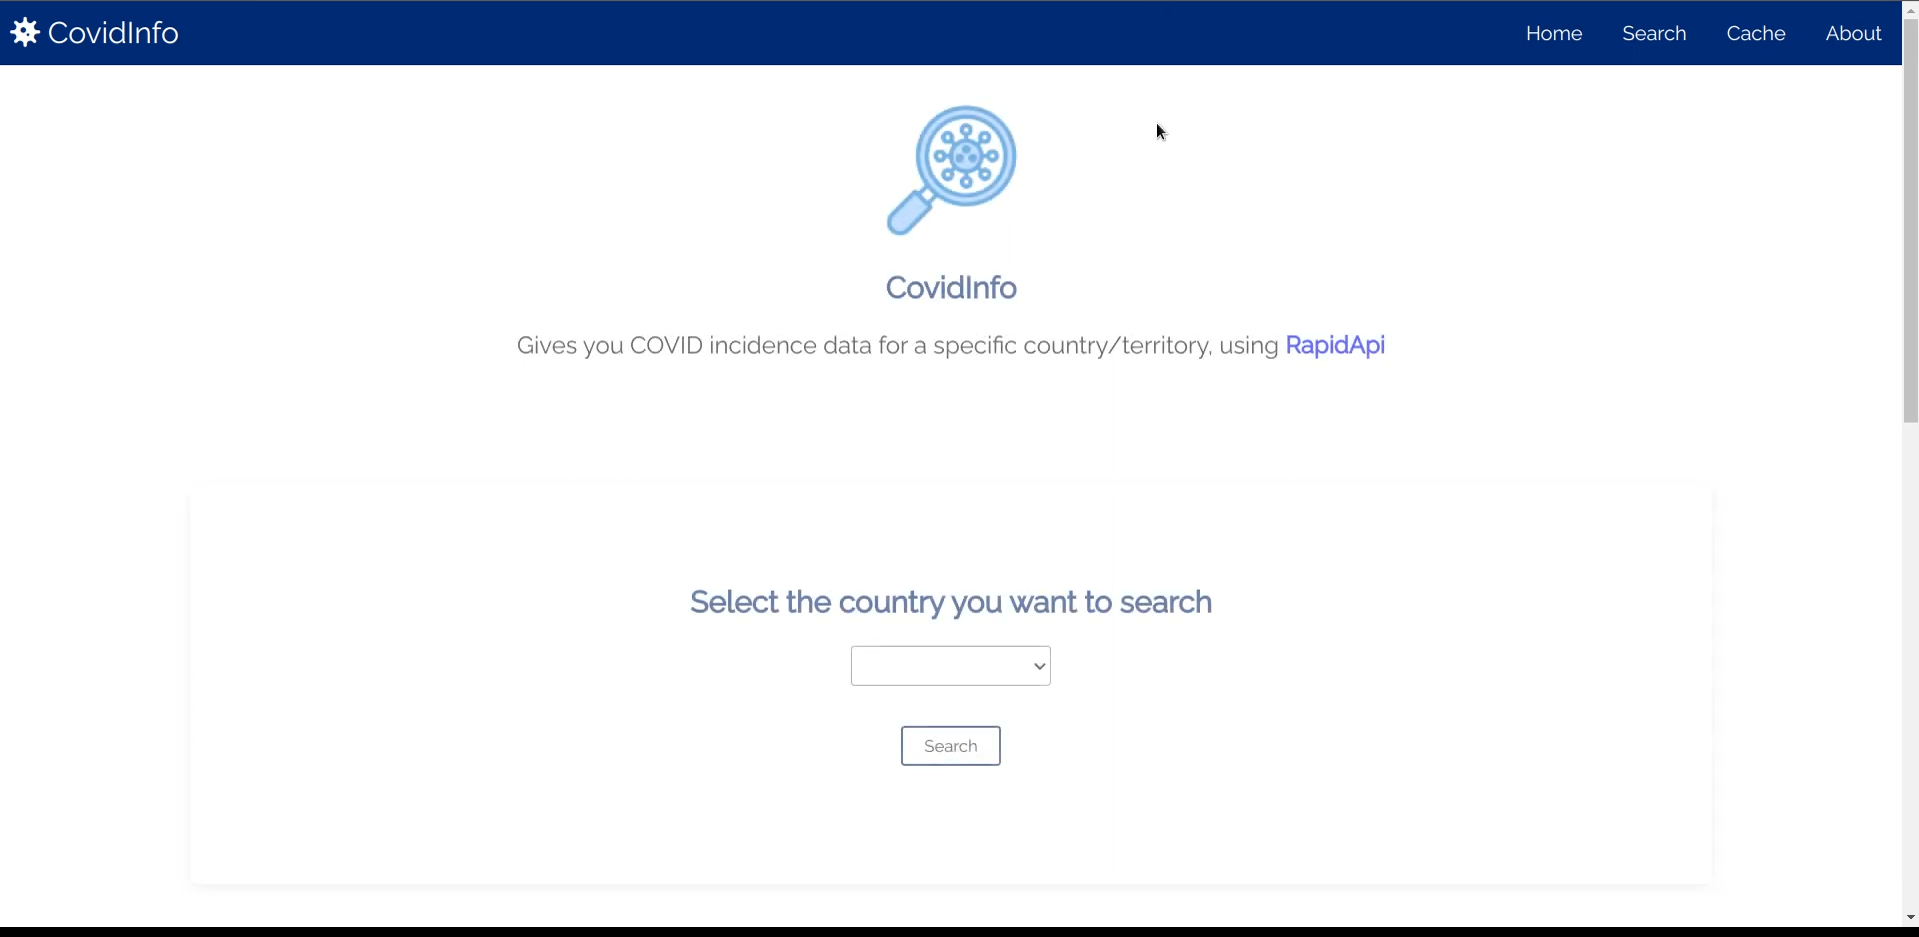 CovidInfo
Home Search Cache About
CovidInfo
Gives you COVID incidence data for a specific country/territory, using RapidApi
Select the country you want to search
Search